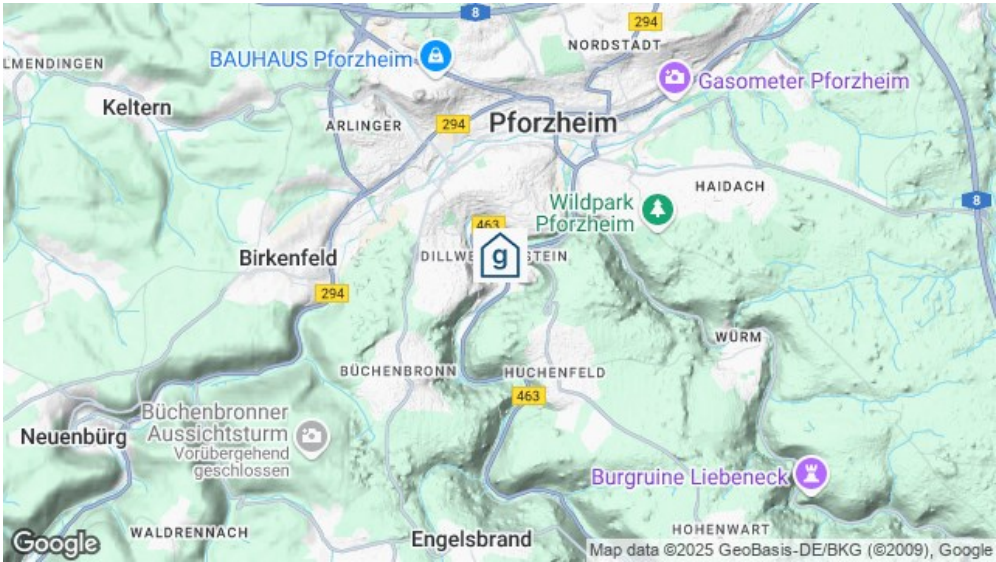 8
294
NORDSTADT
BAUHAUS Pforzheim
LMENDINGEN
Gasometer Pforzheim
Keltern
ARLINGER
294
Pforzheim
HAIDACH
8
Wildpark
Pforzheim
463
DILLWE STEIN
g
Birkenfeld
294
WÜRM
BÜCHENBRONN
HUCHENFELD
463
Büchenbronner
Aussichtsturm
Vorübergehend
geschlossen
Neuenbürg
Burgruine Liebeneck
WALDRENNACH
Engelsbrand
HOHENWART
Google
Map data ©2025 GeoBasis-DE/BKG (©2009), Google